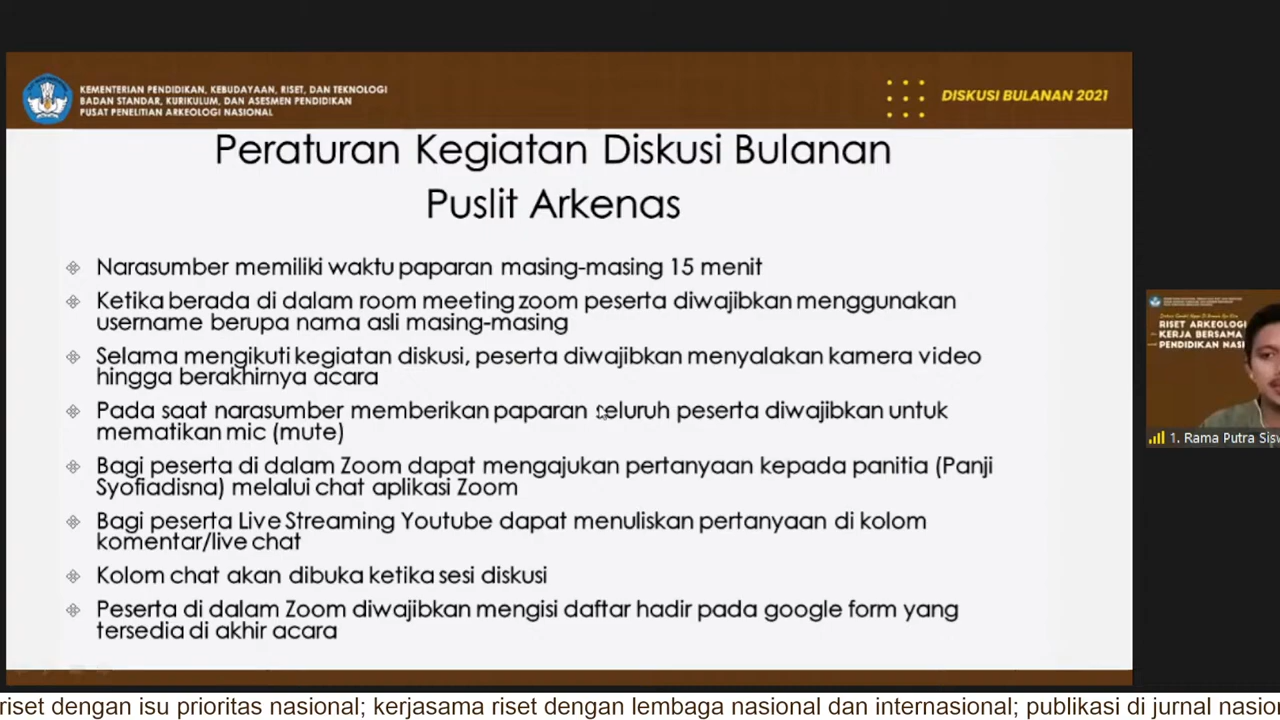 KEMENTERIAN PENDIDIKAN, KEBUDAYAAN, RISET, DAN TEKNOLOGI
BADAN STANDAR, KURIKULUM, DAN ASESMEN PENDIDIKAN
PUSAT PENELITIAN ARKEOLOGI NASIONAL
DISKUSI BULANAN 2021
Peraturan Kegiatan Diskusi Bulanan
Puslit Arkenas
Narasumber memiliki waktu paparan masing-masing 15 menit
Ketika berada di dalam room meeting zoom peserta diwajibkan menggunakan
username berupa nama asli masing-masing
Selama mengikuti kegiatan diskusi, peserta diwajibkan menyalakan kamera video
hingga berakhirnya acara
Pada saat narasumber memberikan paparan seluruh peserta diwajibkan untuk
mematikan mic (mute)
Bagi peserta di dalam Zoom dapat mengajukan pertanyaan kepada panitia (Panji
Syofiadisna) melalui chat aplikasi Zoom
Bagi peserta Live Streaming Youtube dapat menuliskan pertanyaan di kolom
komentar/live chat
Kolom chat akan dibuka ketika sesi diskusi
Peserta di dalam Zoom diwajibkan mengisi daftar hadir pada google form yang
tersedia di akhir acara
RISET ARKEOLOGI
KERJA BERSAMA
PENDIDIKAN NASI
1. Rama Putra Sisw
riset dengan isu prioritas nasional; kerjasama riset dengan lembaga nasional dan internasional; publikasi di jurnal nasion